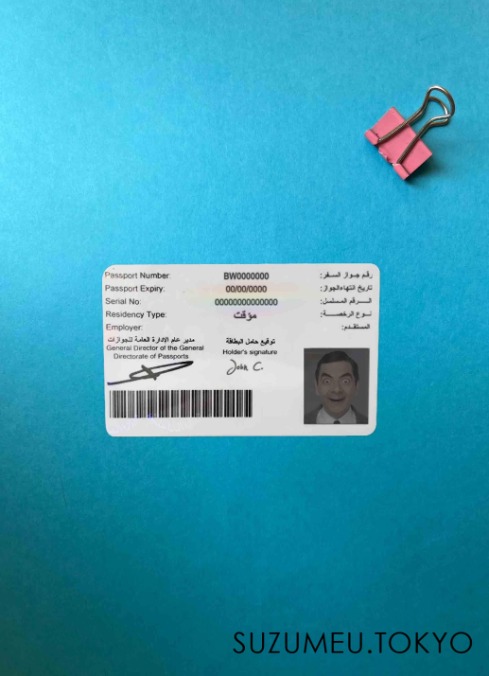 Passport Number: BW0000000 رقم جواز السفر:
Passport Expiry: 00/00/0000 تاريخ انتهاءالجواز:
Serial No: 00000000000000 الرقم المسلسل:
Residency Type: مؤقت نوع الرخصة:
Employer: المستقدم:
مدير عام الإدارة العامة للجوازات
General Director of the General
Directorate of Passports
توقيع حامل البطاقة
Holder's signature
John C.
SUZUMEU.TOKYO